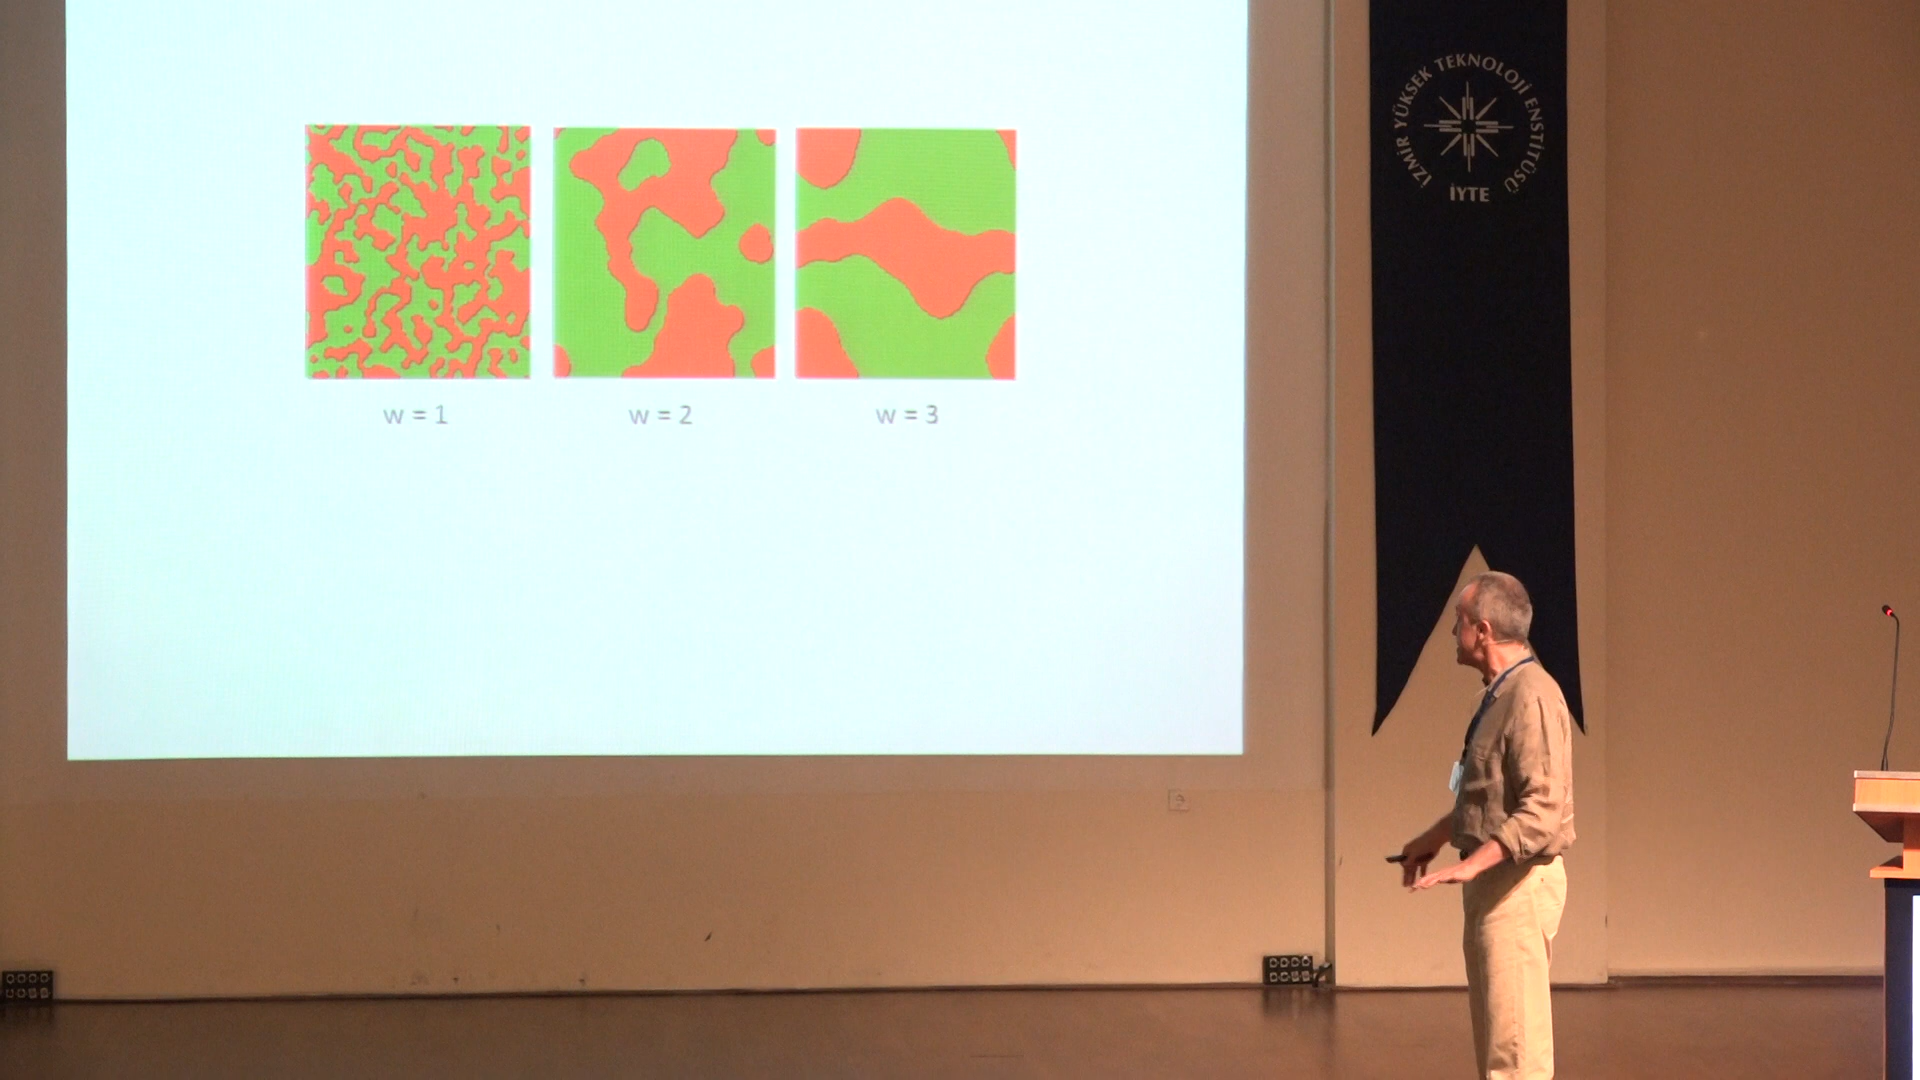 w = 1
w = 2
w = 3
İZMİR YÜKSEK TEKNOLOJİ ENSTİTÜSÜ
İYTE